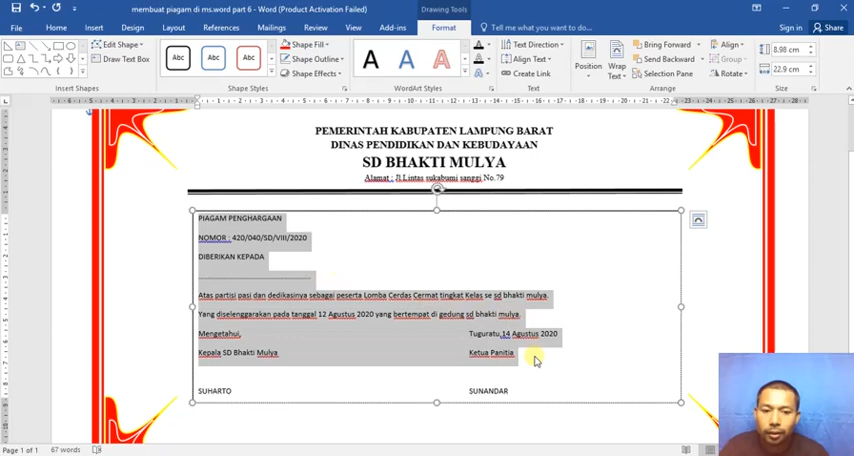 membuat piagam di ms.word part 6 - Word (Product Activation Failed)
Drawing Tools
Sign in
Share
File
Home
Insert
Design
Layout
References
Mailings
Review
View
Add-ins
Format
Tell me what you want to do...
Edit Shape
Draw Text Box
Insert Shapes
Abc
Abc
Abc
Shape Fill
Shape Outline
Shape Effects
Shape Styles
A
A
A
WordArt Styles
Text Direction
Align Text
Create Link
Text
Position
Wrap Text
Bring Forward
Send Backward
Selection Pane
Align
Group
Rotate
Arrange
8.98 cm
22.9 cm
Size
PEMERINTAH KABUPATEN LAMPUNG BARAT
DINAS PENDIDIKAN DAN KEBUDAYAAN
SD BHAKTI MULYA
Alamat : Jl Lintas sukabumi sanggi No.79
PIAGAM PENGHARGAAN
NOMOR : 420/040/SD/VIII/2020
DIBERIKAN KEPADA
Atas partisi pasi dan dedikasinya sebagai peserta Lomba Cerdas Cermat tingkat Kelas se sd bhakti mulya.
Yang diselenggarakan pada tanggal 12 Agustus 2020 yang bertempat di gedung sd bhakti mulya.
Mengetahui, Tuguratu,14 Agustus 2020
Kepala SD Bhakti Mulya Ketua Panitia
SUHARTO SUNANDAR
Page 1 of 1 67 words